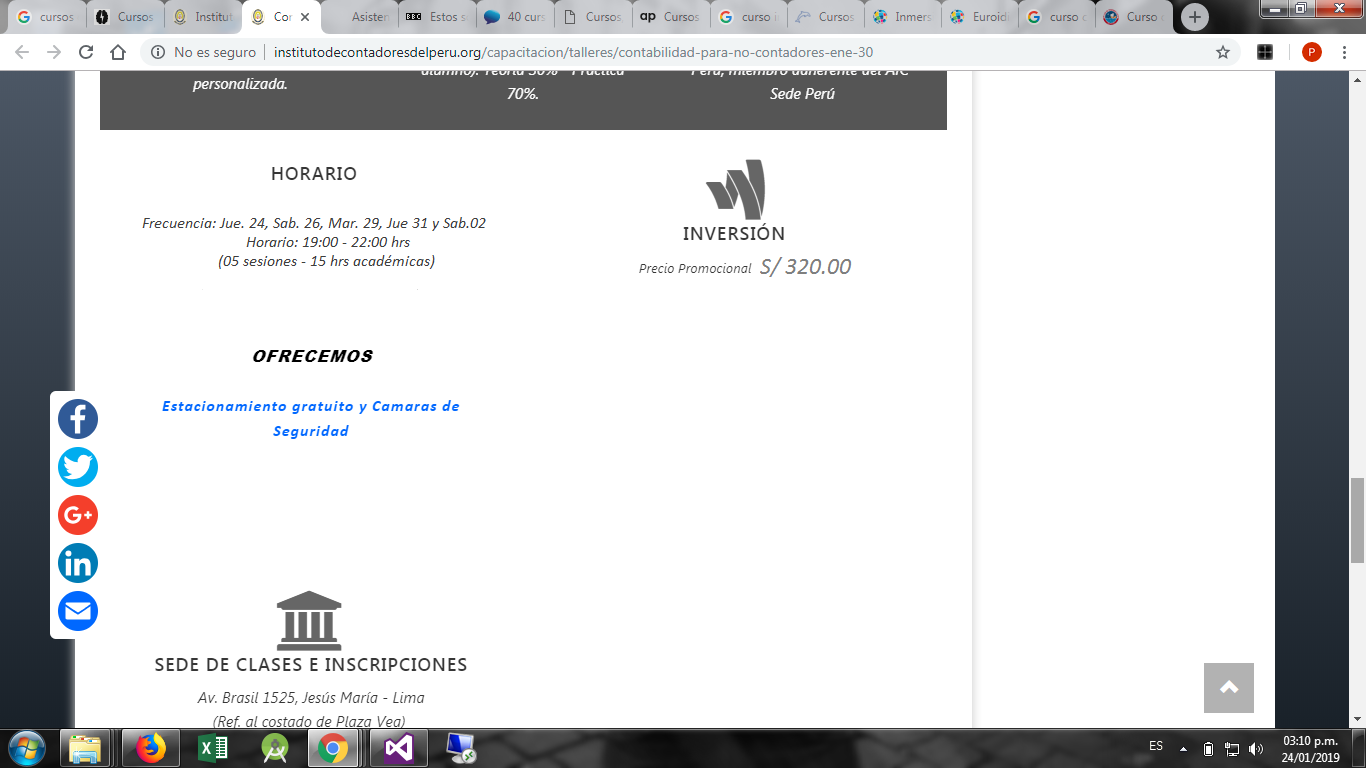 cursos
Cursos
Institut
Cor
Asisten
BBC Estos s
40 curs
Cursos,
ap Cursos
curso i
Cursos
Inmers
Euroid
curso c
Curso
No es seguro | institutodecontadoresdelperu.org/capacitacion/talleres/contabilidad-para-no-contadores-ene-30
P
personalizada.
alumno). Teoría 30% - Práctica
70%.
Perú, miembro adherente del AIC
Sede Perú
HORARIO
Frecuencia: Jue. 24, Sab. 26, Mar. 29, Jue 31 y Sab.02
Horario: 19:00 - 22:00 hrs
(05 sesiones - 15 hrs académicas)
INVERSIÓN
Precio Promocional S/ 320.00
OFRECEMOS
Estacionamiento gratuito y Camaras de
Seguridad
SEDE DE CLASES E INSCRIPCIONES
Av. Brasil 1525, Jesús María - Lima
(Ref. al costado de Plaza Vea)
ES
03:10 p.m.
24/01/2019